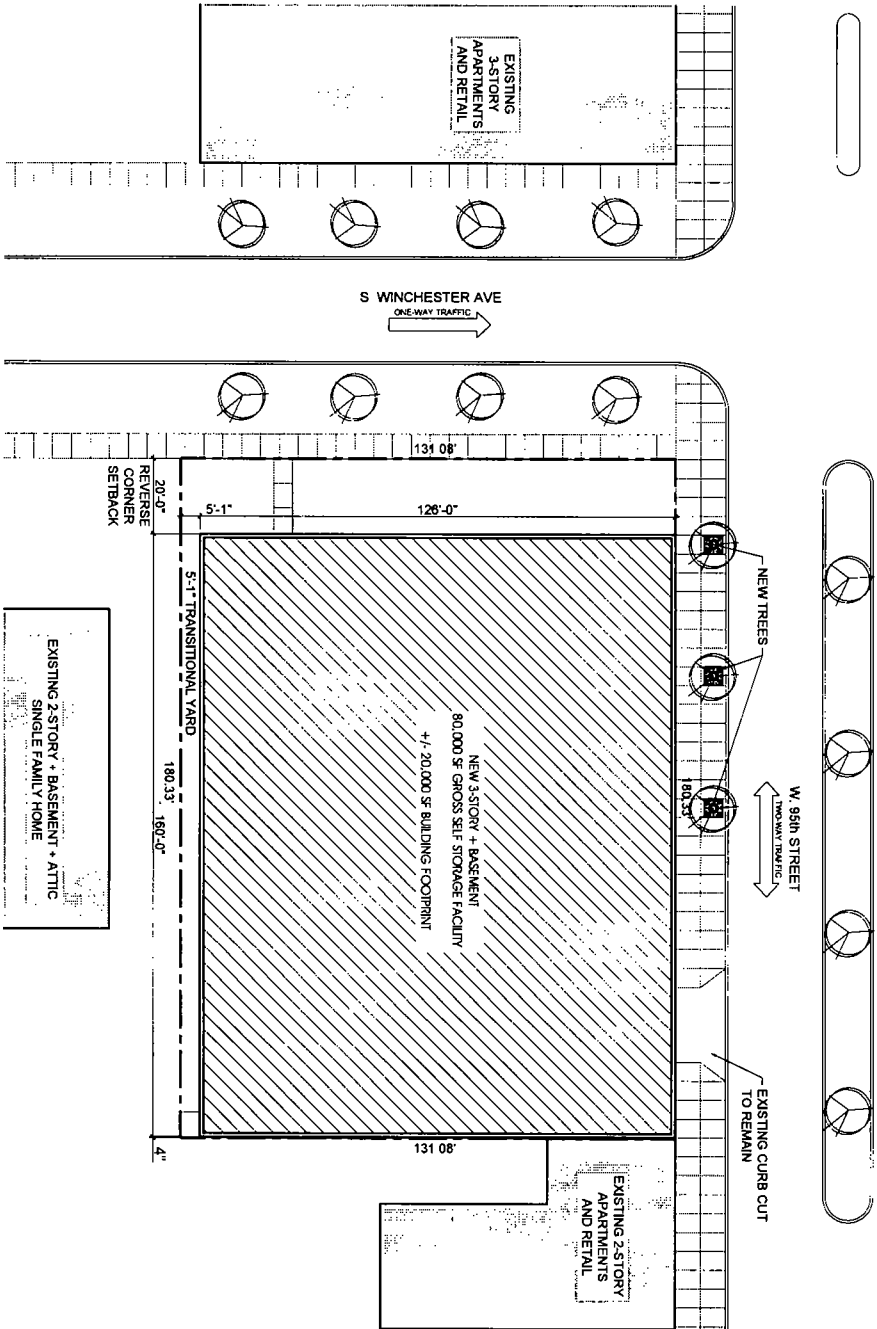 EXISTING
3-STORY
APARTMENTS
AND RETAIL
S WINCHESTER AVE
ONE-WAY TRAFFIC
W. 95th STREET
TWO-WAY TRAFFIC
NEW TREES
EXISTING CURB CUT
TO REMAIN
131 08'
126'-0"
5'-1"
20'-0"
REVERSE
CORNER
SETBACK
5'-1" TRANSITIONAL YARD
180.33'
160'-0"
180.33'
NEW 3-STORY + BASEMENT
80,000 SF GROSS SELF STORAGE FACILITY
+/- 20,000 SF BUILDING FOOTPRINT
EXISTING 2-STORY + BASEMENT + ATTIC
SINGLE FAMILY HOME
4"
131 08'
EXISTING 2-STORY
APARTMENTS
AND RETAIL